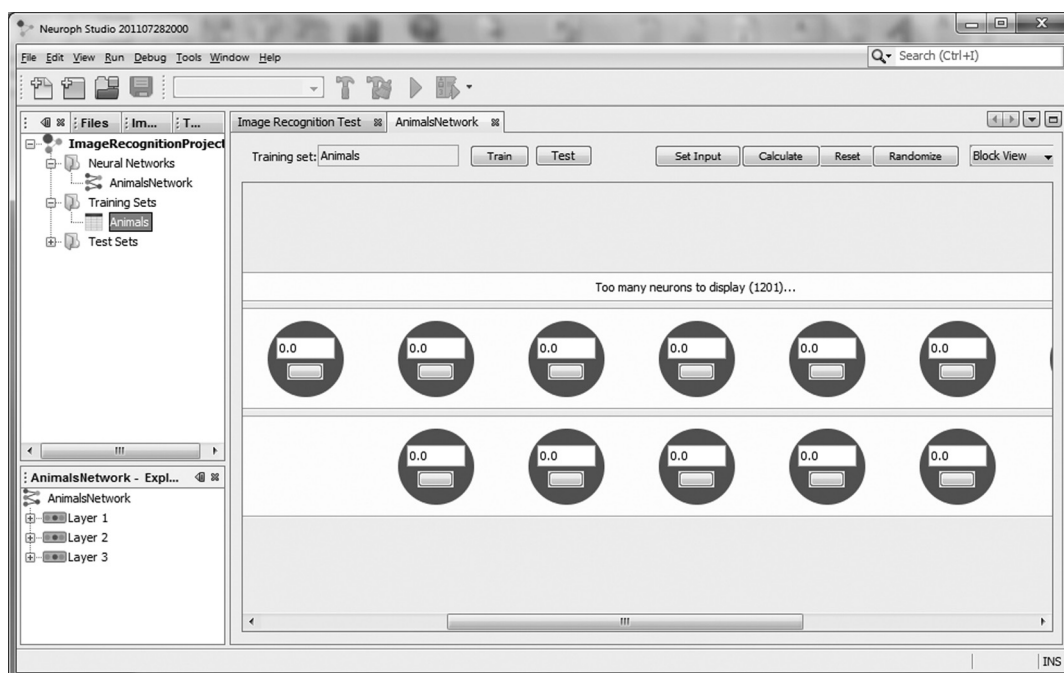 Neuroph Studio 201107282000
File Edit View Run Debug Tools Window Help
Search (Ctrl+I)
Files Im... T...
ImageRecognitionProject
Neural Networks
AnimalsNetwork
Training Sets
Animals
Test Sets
AnimalsNetwork - Expl...
AnimalsNetwork
Layer 1
Layer 2
Layer 3
Image Recognition Test AnimalsNetwork
Training set: Animals Train Test Set Input Calculate Reset Randomize Block View
Too many neurons to display (1201)...
0.0 0.0 0.0 0.0 0.0 0.0
0.0 0.0 0.0 0.0 0.0
INS